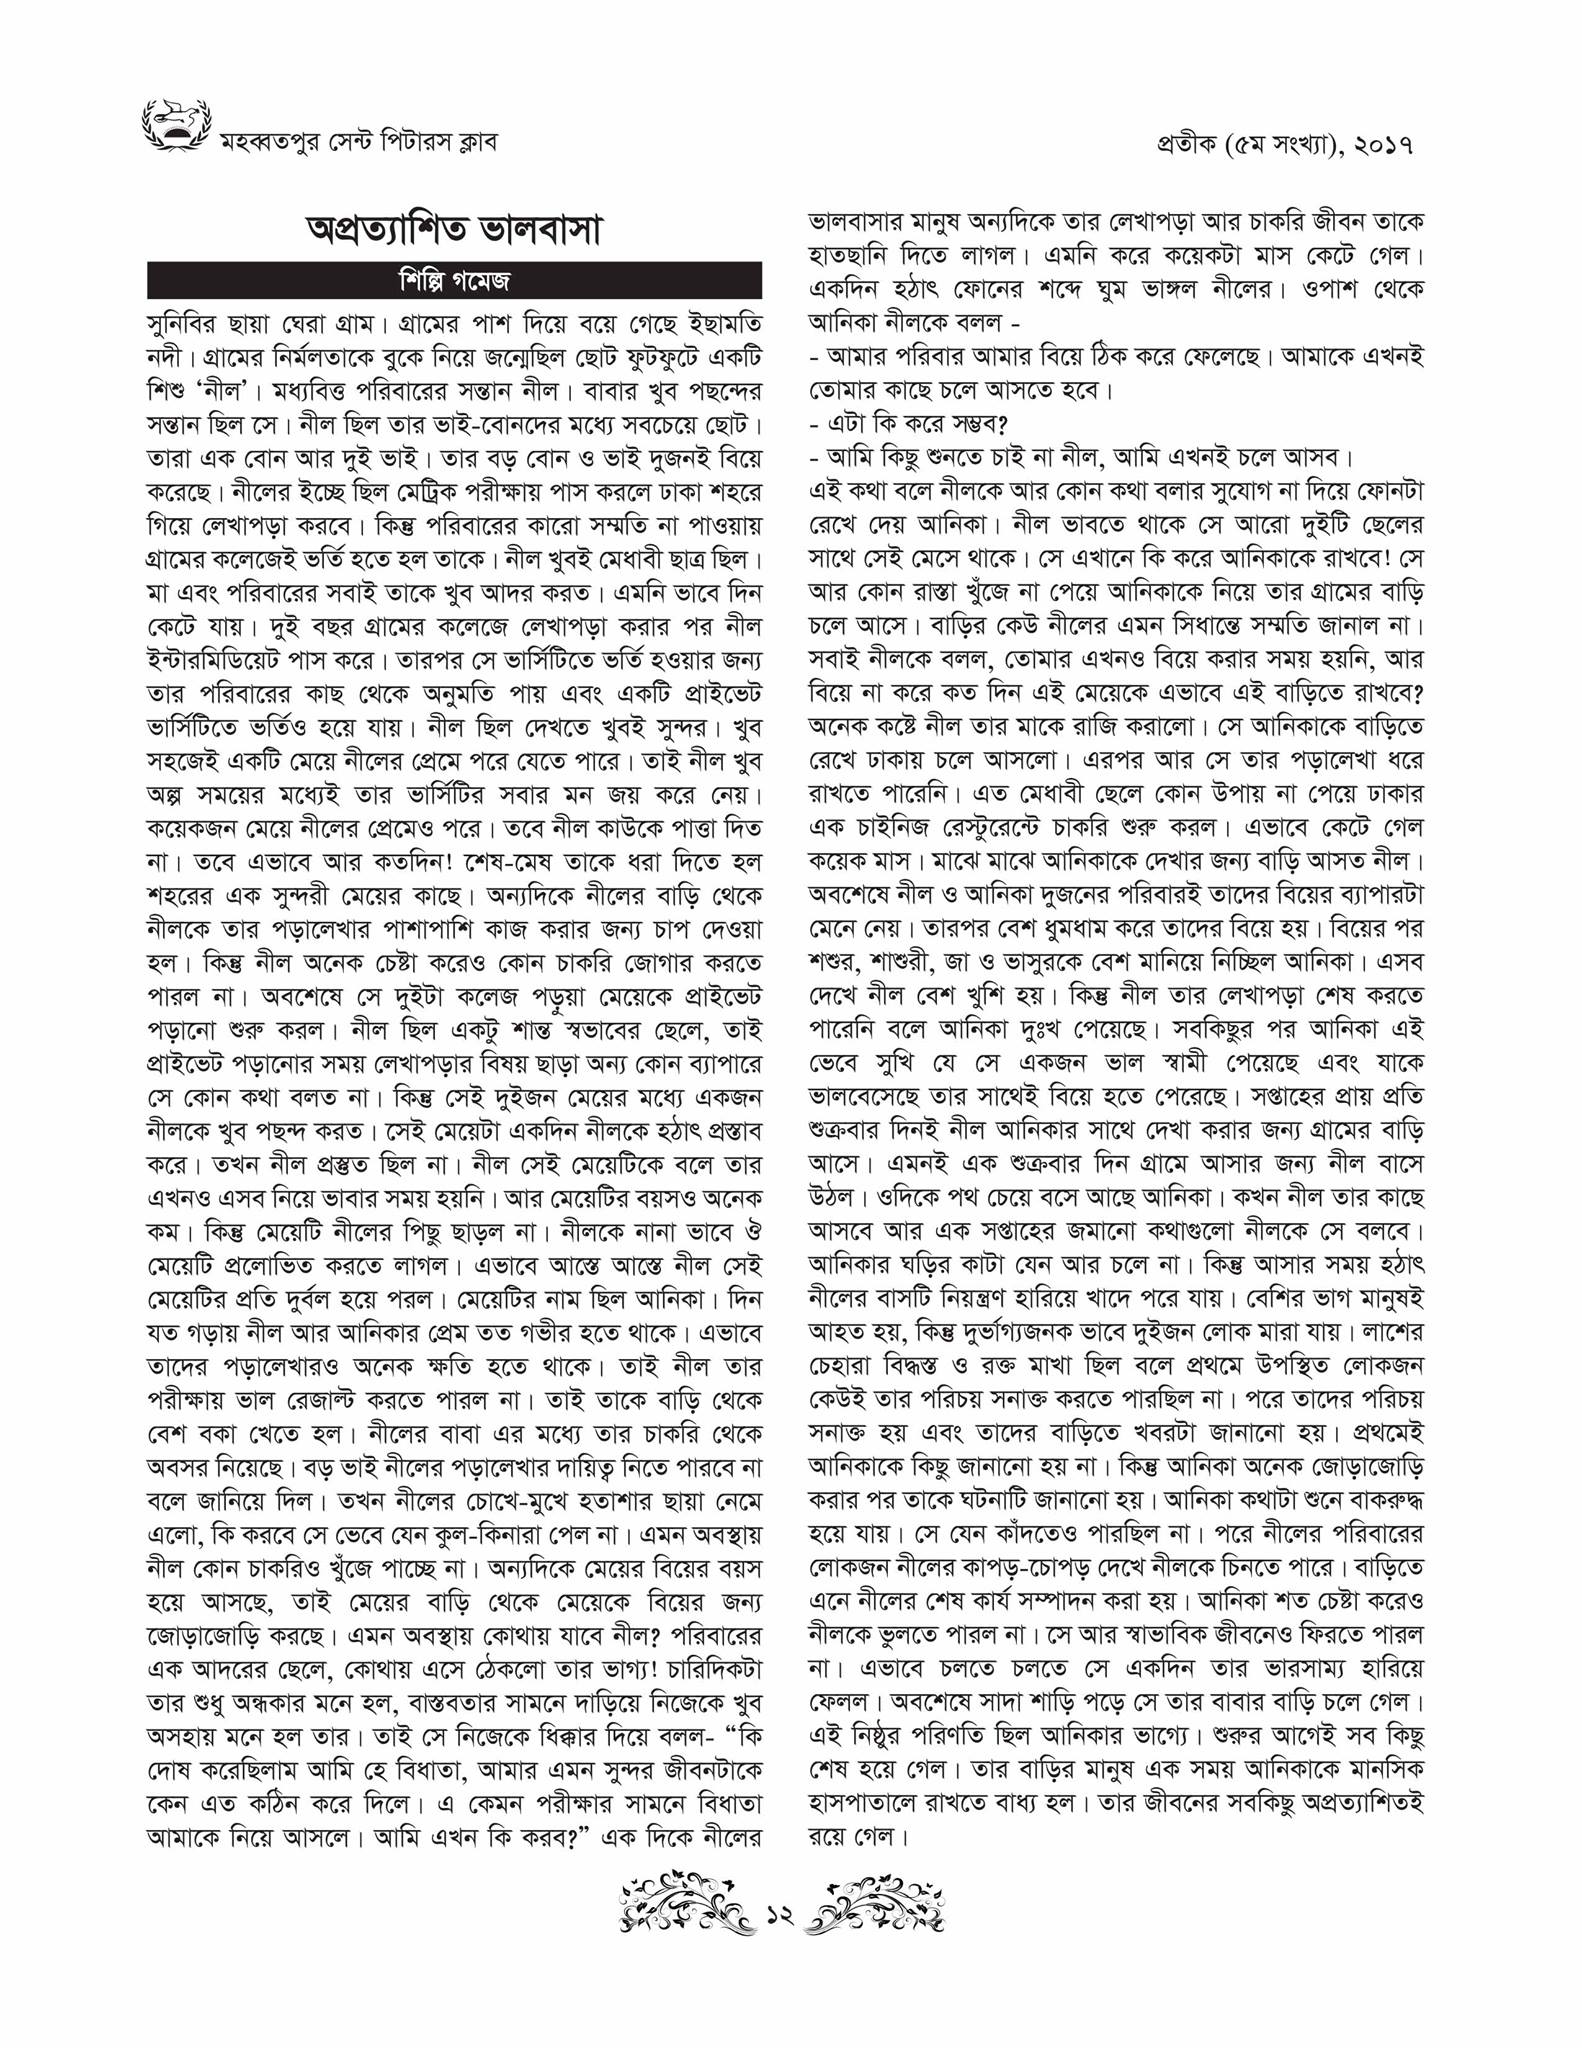 মহব্বতপুর সেন্ট পিটারস ক্লাব
প্রতীক (৫ম সংখ্যা), ২০১৭
অপ্রত্যাশিত ভালবাসা
শিল্পি গমেজ
সুনিবির ছায়া ঘেরা গ্রাম। গ্রামের পাশ দিয়ে বয়ে গেছে ইছামতি
নদী। গ্রামের নির্মলতাকে বুকে নিয়ে জন্মেছিল ছোট ফুটফুটে একটি
শিশু ‘নীল’। মধ্যবিত্ত পরিবারের সন্তান নীল। বাবার খুব পছন্দের
সন্তান ছিল সে। নীল ছিল তার ভাই-বোনদের মধ্যে সবচেয়ে ছোট।
তারা এক বোন আর দুই ভাই। তার বড় বোন ও ভাই দুজনই বিয়ে
করেছে। নীলের ইচ্ছে ছিল মেট্রিক পরীক্ষায় পাস করলে ঢাকা শহরে
গিয়ে লেখাপড়া করবে। কিন্তু পরিবারের কারো সম্মতি না পাওয়ায়
গ্রামের কলেজেই ভর্তি হতে হল তাকে। নীল খুবই মেধাবী ছাত্র ছিল।
মা এবং পরিবারের সবাই তাকে খুব আদর করত। এমনি ভাবে দিন
কেটে যায়। দুই বছর গ্রামের কলেজে লেখাপড়া করার পর নীল
ইন্টারমিডিয়েট পাস করে। তারপর সে ভার্সিটিতে ভর্তি হওয়ার জন্য
তার পরিবারের কাছ থেকে অনুমতি পায় এবং একটি প্রাইভেট
ভার্সিটিতে ভর্তিও হয়ে যায়। নীল ছিল দেখতে খুবই সুন্দর। খুব
সহজেই একটি মেয়ে নীলের প্রেমে পরে যেতে পারে। তাই নীল খুব
অল্প সময়ের মধ্যেই তার ভার্সিটির সবার মন জয় করে নেয়।
কয়েকজন মেয়ে নীলের প্রেমেও পরে। তবে নীল কাউকে পাত্তা দিত
না। তবে এভাবে আর কতদিন! শেষ-মেষ তাকে ধরা দিতে হল
শহরের এক সুন্দরী মেয়ের কাছে। অন্যদিকে নীলের বাড়ি থেকে
নীলকে তার পড়ালেখার পাশাপাশি কাজ করার জন্য চাপ দেওয়া
হল। কিন্তু নীল অনেক চেষ্টা করেও কোন চাকরি জোগার করতে
পারল না। অবশেষে সে দুইটা কলেজ পড়ুয়া মেয়েকে প্রাইভেট
পড়ানো শুরু করল। নীল ছিল একটু শান্ত স্বভাবের ছেলে, তাই
প্রাইভেট পড়ানোর সময় লেখাপড়ার বিষয় ছাড়া অন্য কোন ব্যাপারে
সে কোন কথা বলত না। কিন্তু সেই দুইজন মেয়ের মধ্যে একজন
নীলকে খুব পছন্দ করত। সেই মেয়েটা একদিন নীলকে হঠাৎ প্রস্তাব
করে। তখন নীল প্রস্তুত ছিল না। নীল সেই মেয়েটিকে বলে তার
এখনও এসব নিয়ে ভাবার সময় হয়নি। আর মেয়েটির বয়সও অনেক
কম। কিন্তু মেয়েটি নীলের পিছু ছাড়ল না। নীলকে নানা ভাবে ঔ
মেয়েটি প্রলোভিত করতে লাগল। এভাবে আস্তে আস্তে নীল সেই
মেয়েটির প্রতি দুর্বল হয়ে পরল। মেয়েটির নাম ছিল আনিকা। দিন
যত গড়ায় নীল আর আনিকার প্রেম তত গভীর হতে থাকে। এভাবে
তাদের পড়ালেখারও অনেক ক্ষতি হতে থাকে। তাই নীল তার
পরীক্ষায় ভাল রেজাল্ট করতে পারল না। তাই তাকে বাড়ি থেকে
বেশ বকা খেতে হল। নীলের বাবা এর মধ্যে তার চাকরি থেকে
অবসর নিয়েছে। বড় ভাই নীলের পড়ালেখার দায়িত্ব নিতে পারবে না
বলে জানিয়ে দিল। তখন নীলের চোখে-মুখে হতাশার ছায়া নেমে
এলো, কি করবে সে ভেবে যেন কুল-কিনারা পেল না। এমন অবস্থায়
নীল কোন চাকরিও খুঁজে পাচ্ছে না। অন্যদিকে মেয়ের বিয়ের বয়স
হয়ে আসছে, তাই মেয়ের বাড়ি থেকে মেয়েকে বিয়ের জন্য
জোড়াজোড়ি করছে। এমন অবস্থায় কোথায় যাবে নীল? পরিবারের
এক আদরের ছেলে, কোথায় এসে ঠেকলো তার ভাগ্য! চারিদিকটা
তার শুধু অন্ধকার মনে হল, বাস্তবতার সামনে দাড়িয়ে নিজেকে খুব
অসহায় মনে হল তার। তাই সে নিজেকে ধিক্কার দিয়ে বলল- “কি
দোষ করেছিলাম আমি হে বিধাতা, আমার এমন সুন্দর জীবনটাকে
কেন এত কঠিন করে দিলে। এ কেমন পরীক্ষার সামনে বিধাতা
আমাকে নিয়ে আসলে। আমি এখন কি করব?” এক দিকে নীলের
ভালবাসার মানুষ অন্যদিকে তার লেখাপড়া আর চাকরি জীবন তাকে
হাতছানি দিতে লাগল। এমনি করে কয়েকটা মাস কেটে গেল।
একদিন হঠাৎ ফোনের শব্দে ঘুম ভাঙ্গল নীলের। ওপাশ থেকে
আনিকা নীলকে বলল -
- আমার পরিবার আমার বিয়ে ঠিক করে ফেলেছে। আমাকে এখনই
তোমার কাছে চলে আসতে হবে।
- এটা কি করে সম্ভব?
- আমি কিছু শুনতে চাই না নীল, আমি এখনই চলে আসব।
এই কথা বলে নীলকে আর কোন কথা বলার সুযোগ না দিয়ে ফোনটা
রেখে দেয় আনিকা। নীল ভাবতে থাকে সে আরো দুইটি ছেলের
সাথে সেই মেসে থাকে। সে এখানে কি করে আনিকাকে রাখবে! সে
আর কোন রাস্তা খুঁজে না পেয়ে আনিকাকে নিয়ে তার গ্রামের বাড়ি
চলে আসে। বাড়ির কেউ নীলের এমন সিধান্তে সম্মতি জানাল না।
সবাই নীলকে বলল, তোমার এখনও বিয়ে করার সময় হয়নি, আর
বিয়ে না করে কত দিন এই মেয়েকে এভাবে এই বাড়িতে রাখবে?
অনেক কষ্টে নীল তার মাকে রাজি করালো। সে আনিকাকে বাড়িতে
রেখে ঢাকায় চলে আসলো। এরপর আর সে তার পড়ালেখা ধরে
রাখতে পারেনি। এত মেধাবী ছেলে কোন উপায় না পেয়ে ঢাকার
এক চাইনিজ রেস্টুরেন্টে চাকরি শুরু করল। এভাবে কেটে গেল
কয়েক মাস। মাঝে মাঝে আনিকাকে দেখার জন্য বাড়ি আসত নীল।
অবশেষে নীল ও আনিকা দুজনের পরিবারই তাদের বিয়ের ব্যাপারটা
মেনে নেয়। তারপর বেশ ধুমধাম করে তাদের বিয়ে হয়। বিয়ের পর
শশুর, শাশুরী, জা ও ভাসুরকে বেশ মানিয়ে নিচ্ছিল আনিকা। এসব
দেখে নীল বেশ খুশি হয়। কিন্তু নীল তার লেখাপড়া শেষ করতে
পারেনি বলে আনিকা দুঃখ পেয়েছে। সবকিছুর পর আনিকা এই
ভেবে সুখি যে সে একজন ভাল স্বামী পেয়েছে এবং যাকে
ভালবেসেছে তার সাথেই বিয়ে হতে পেরেছে। সপ্তাহের প্রায় প্রতি
শুক্রবার দিনই নীল আনিকার সাথে দেখা করার জন্য গ্রামের বাড়ি
আসে। এমনই এক শুক্রবার দিন গ্রামে আসার জন্য নীল বাসে
উঠল। ওদিকে পথ চেয়ে বসে আছে আনিকা। কখন নীল তার কাছে
আসবে আর এক সপ্তাহের জমানো কথাগুলো নীলকে সে বলবে।
আনিকার ঘড়ির কাটা যেন আর চলে না। কিন্তু আসার সময় হঠাৎ
নীলের বাসটি নিয়ন্ত্রণ হারিয়ে খাদে পরে যায়। বেশির ভাগ মানুষই
আহত হয়, কিন্তু দুর্ভাগ্যজনক ভাবে দুইজন লোক মারা যায়। লাশের
চেহারা বিদ্ধস্ত ও রক্ত মাখা ছিল বলে প্রথমে উপস্থিত লোকজন
কেউই তার পরিচয় সনাক্ত করতে পারছিল না। পরে তাদের পরিচয়
সনাক্ত হয় এবং তাদের বাড়িতে খবরটা জানানো হয়। প্রথমেই
আনিকাকে কিছু জানানো হয় না। কিন্তু আনিকা অনেক জোড়াজোড়ি
করার পর তাকে ঘটনাটি জানানো হয়। আনিকা কথাটা শুনে বাকরুদ্ধ
হয়ে যায়। সে যেন কাঁদতেও পারছিল না। পরে নীলের পরিবারের
লোকজন নীলের কাপড়-চোপড় দেখে নীলকে চিনতে পারে। বাড়িতে
এনে নীলের শেষ কার্য সম্পাদন করা হয়। আনিকা শত চেষ্টা করেও
নীলকে ভুলতে পারল না। সে আর স্বাভাবিক জীবনেও ফিরতে পারল
না। এভাবে চলতে চলতে সে একদিন তার ভারসাম্য হারিয়ে
ফেলল। অবশেষে সাদা শাড়ি পড়ে সে তার বাবার বাড়ি চলে গেল।
এই নিষ্ঠুর পরিণতি ছিল আনিকার ভাগ্যে। শুরুর আগেই সব কিছু
শেষ হয়ে গেল। তার বাড়ির মানুষ এক সময় আনিকাকে মানসিক
হাসপাতালে রাখতে বাধ্য হল। তার জীবনের সবকিছু অপ্রত্যাশিতই
রয়ে গেল।
১২